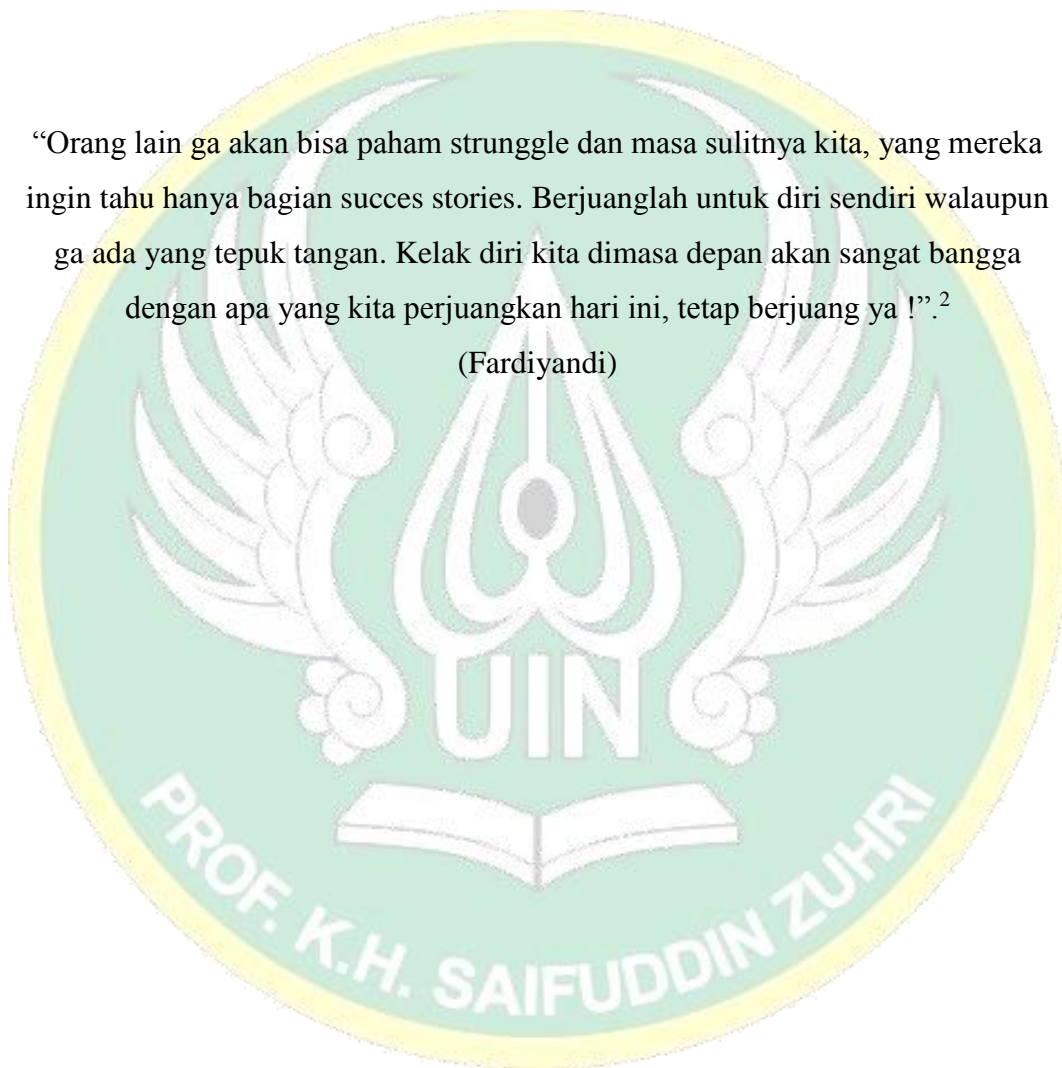 “Orang lain ga akan bisa paham strunggle dan masa sulitnya kita, yang mereka
ingin tahu hanya bagian succes stories. Berjuanglah untuk diri sendiri walaupun
ga ada yang tepuk tangan. Kelak diri kita dimasa depan akan sangat bangga
dengan apa yang kita perjuangkan hari ini, tetap berjuang ya !”.2
(Fardiyandi)
UIN
PROF. K.H. SAIFUDDIN ZUHRI